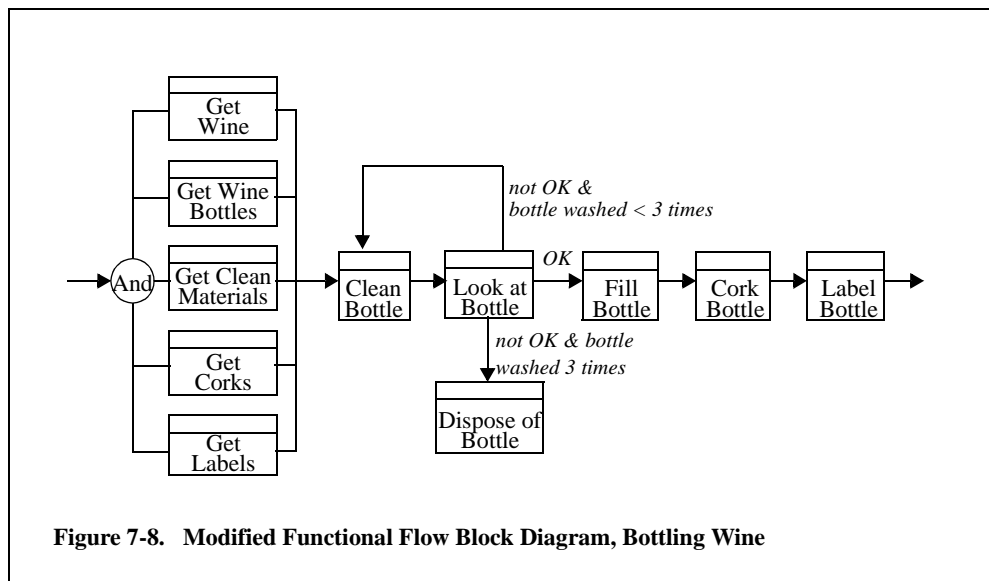 Get
Wine
Get Wine
Bottles
And
Get Clean
Materials
Get
Corks
Get
Labels
not OK &
bottle washed < 3 times
Clean
Bottle
Look at
Bottle
OK
Fill
Bottle
Cork
Bottle
Label
Bottle
not OK & bottle
washed 3 times
Dispose of
Bottle
Figure 7-8. Modified Functional Flow Block Diagram, Bottling Wine